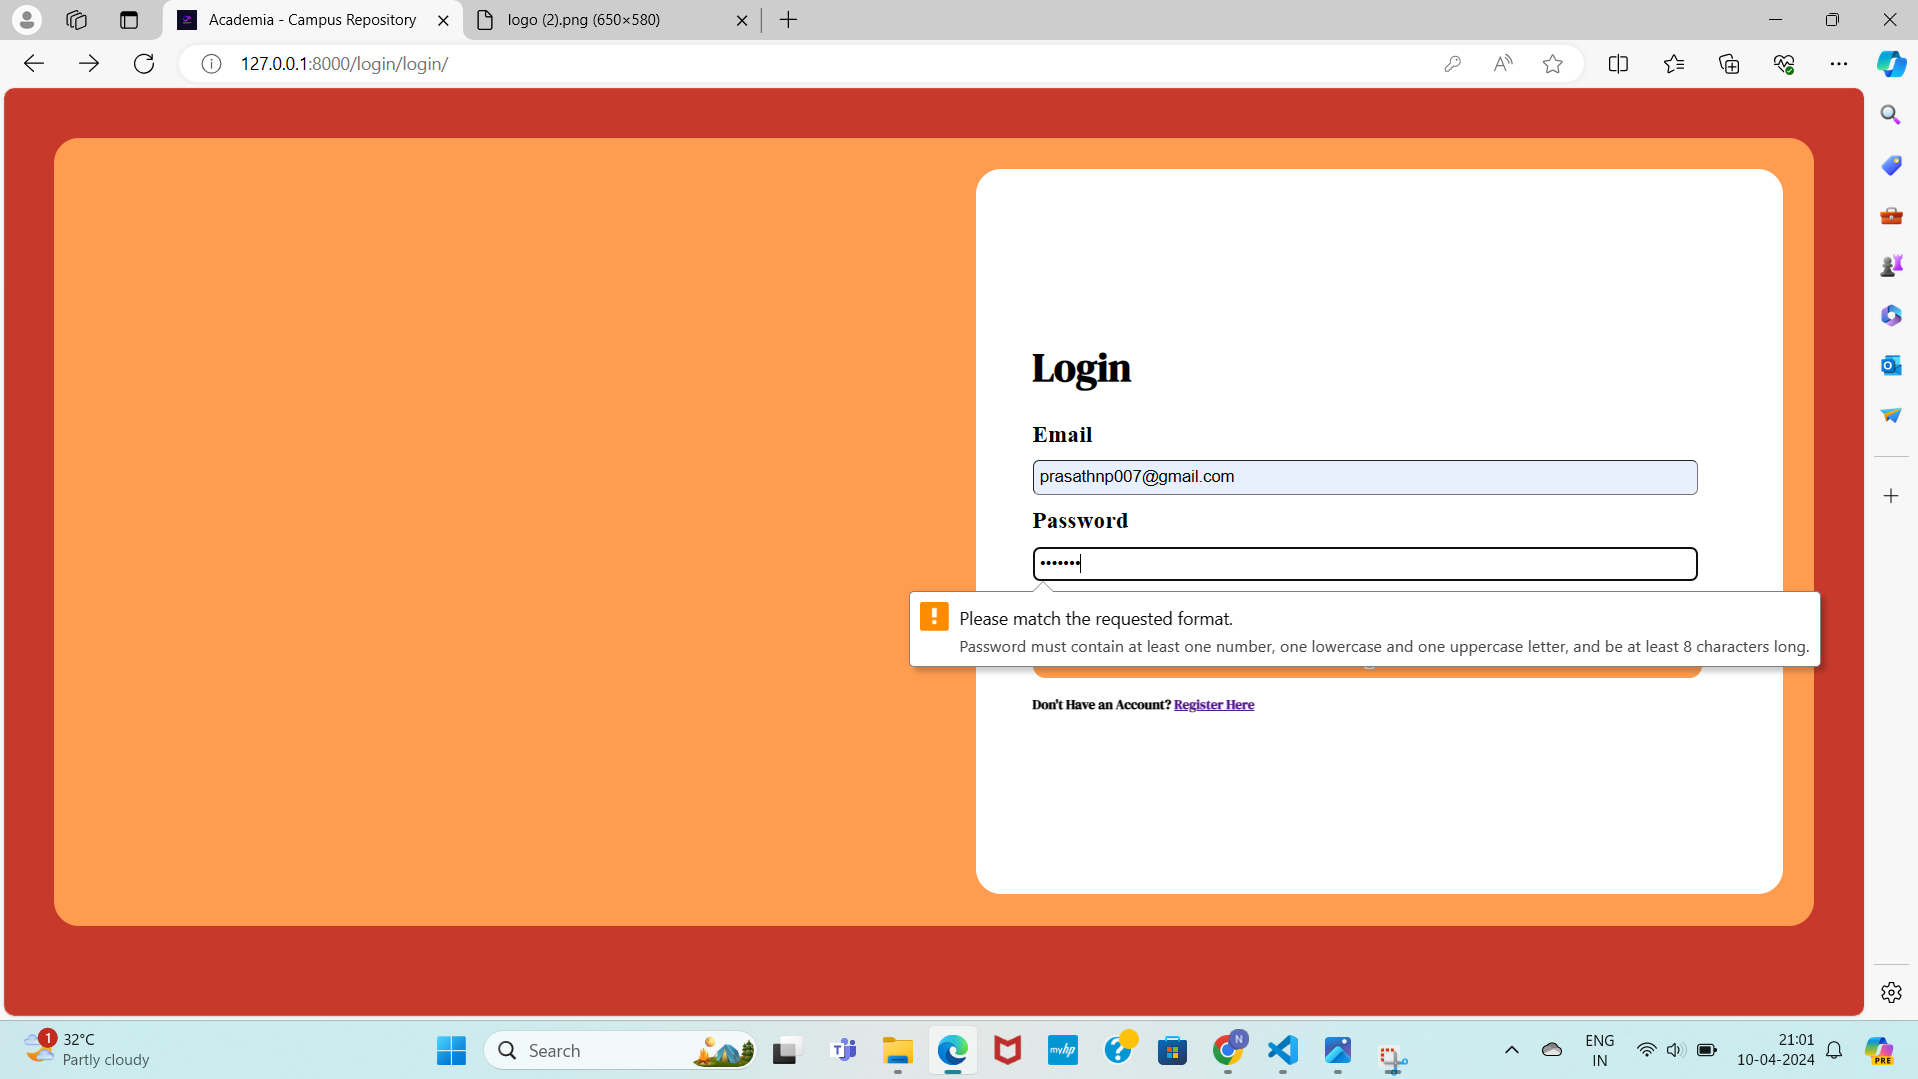 Academia - Campus Repository
logo (2).png (650×580)
127.0.0.1:8000/login/login/
Login
Email
prasathnp007@gmail.com
Password
•••••••
Please match the requested format.
Password must contain at least one number, one lowercase and one uppercase letter, and be at least 8 characters long.
Don't Have an Account? Register Here
1
32°C
Partly cloudy
Search
myhp
N
ENG
IN
21:01
10-04-2024
PRE